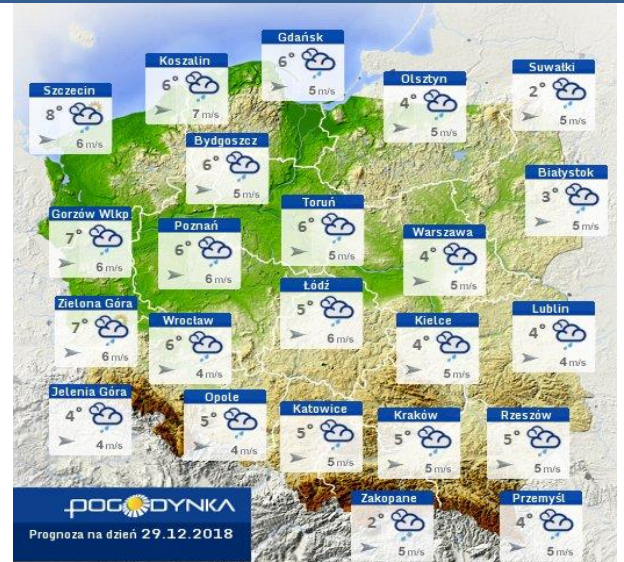 Gdańsk
6°
5 m/s
Koszalin
6°
7 m/s
Suwałki
2°
5 m/s
Olsztyn
4°
5 m/s
Szczecin
8°
6 m/s
Bydgoszcz
6°
5 m/s
Białystok
3°
5 m/s
Toruń
6°
5 m/s
Gorzów Wlkp
7°
6 m/s
Poznań
6°
6 m/s
Warszawa
4°
5 m/s
Łódź
5°
6 m/s
Zielona Góra
7°
6 m/s
Lublin
4°
4 m/s
Wrocław
6°
4 m/s
Kielce
4°
5 m/s
Jelenia Góra
4°
4 m/s
Opole
5°
4 m/s
Katowice
5°
5 m/s
Kraków
5°
5 m/s
Rzeszów
5°
5 m/s
Zakopane
2°
5 m/s
Przemyśl
4°
5 m/s
POGODYNKA
Prognoza na dzień 29.12.2018